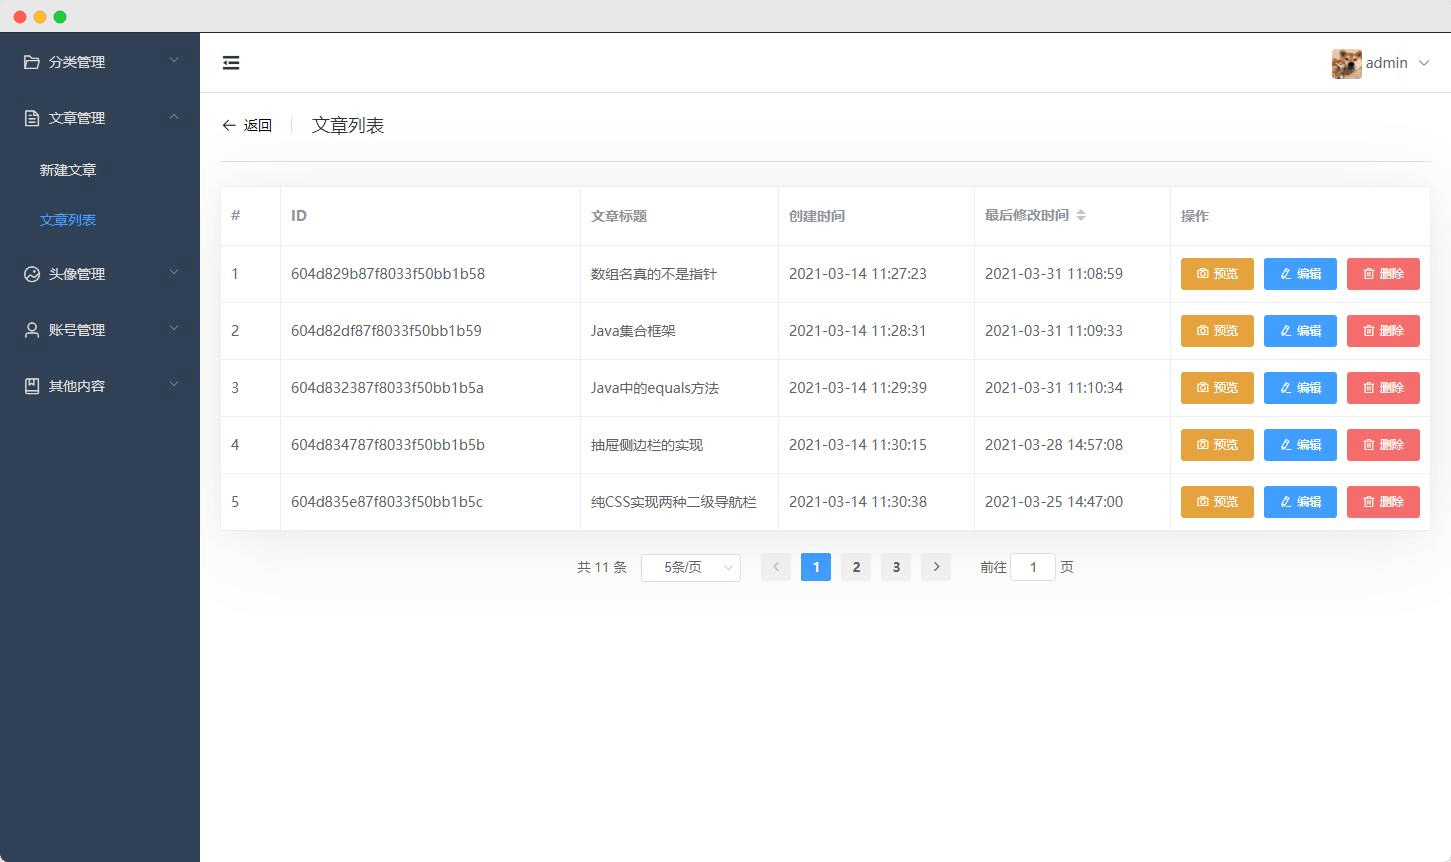 分类管理
文章管理
新建文章
文章列表
头像管理
账号管理
其他内容
admin
返回 文章列表
# ID 文章标题 创建时间 最后修改时间 操作
1 604d829b87f8033f50bb1b58 数组名真的不是指针 2021-03-14 11:27:23 2021-03-31 11:08:59 预览 编辑 删除
2 604d82df87f8033f50bb1b59 Java集合框架 2021-03-14 11:28:31 2021-03-31 11:09:33 预览 编辑 删除
3 604d832387f8033f50bb1b5a Java中的equals方法 2021-03-14 11:29:39 2021-03-31 11:10:34 预览 编辑 删除
4 604d834787f8033f50bb1b5b 抽屉侧边栏的实现 2021-03-14 11:30:15 2021-03-28 14:57:08 预览 编辑 删除
5 604d835e87f8033f50bb1b5c 纯CSS实现两种二级导航栏 2021-03-14 11:30:38 2021-03-25 14:47:00 预览 编辑 删除
共 11 条 5条/页 1 2 3 前往 1 页